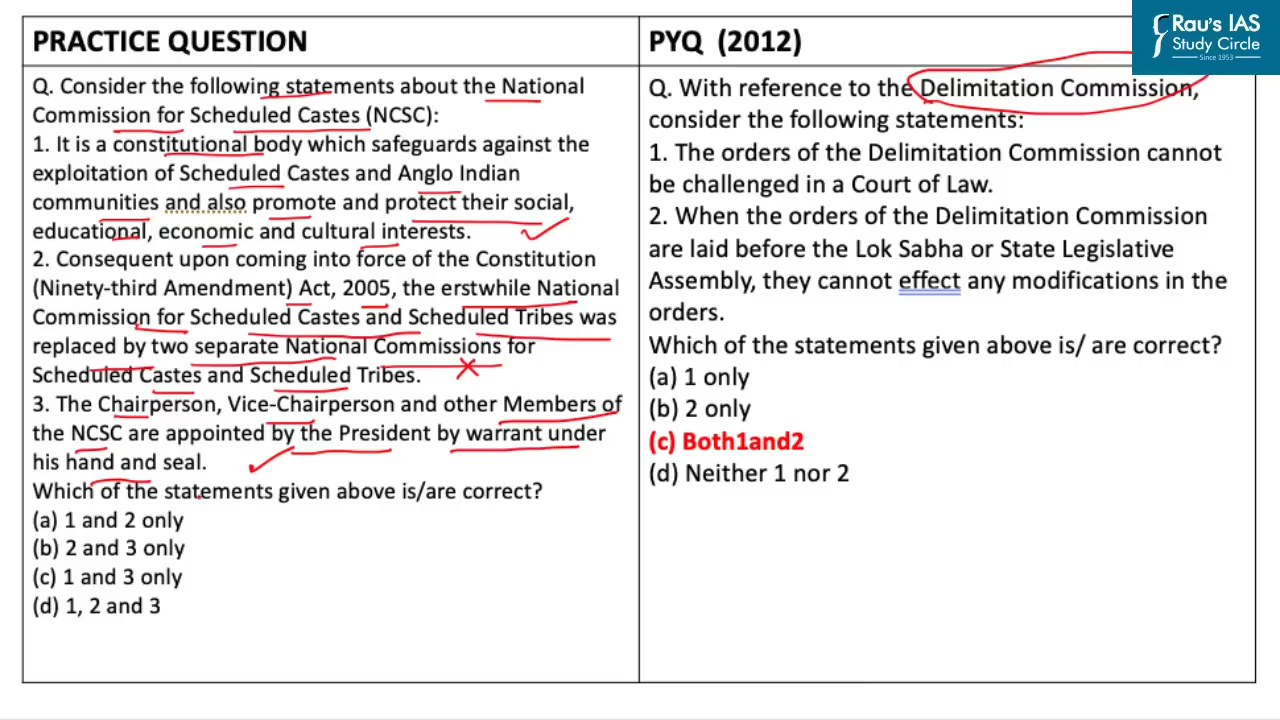 Rau's IAS
Study Circle
Since 1953
PRACTICE QUESTION
Q. Consider the following statements about the National
Commission for Scheduled Castes (NCSC):
1. It is a constitutional body which safeguards against the
exploitation of Scheduled Castes and Anglo Indian
communities and also promote and protect their social,
educational, economic and cultural interests.
2. Consequent upon coming into force of the Constitution
(Ninety-third Amendment) Act, 2005, the erstwhile National
Commission for Scheduled Castes and Scheduled Tribes was
replaced by two separate National Commissions for
Scheduled Castes and Scheduled Tribes.
3. The Chairperson, Vice-Chairperson and other Members of
the NCSC are appointed by the President by warrant under
his hand and seal.
Which of the statements given above is/are correct?
(a) 1 and 2 only
(b) 2 and 3 only
(c) 1 and 3 only
(d) 1, 2 and 3
PYQ (2012)
Q. With reference to the Delimitation Commission,
consider the following statements:
1. The orders of the Delimitation Commission cannot
be challenged in a Court of Law.
2. When the orders of the Delimitation Commission
are laid before the Lok Sabha or State Legislative
Assembly, they cannot effect any modifications in the
orders.
Which of the statements given above is/ are correct?
(a) 1 only
(b) 2 only
(c) Both1and2
(d) Neither 1 nor 2